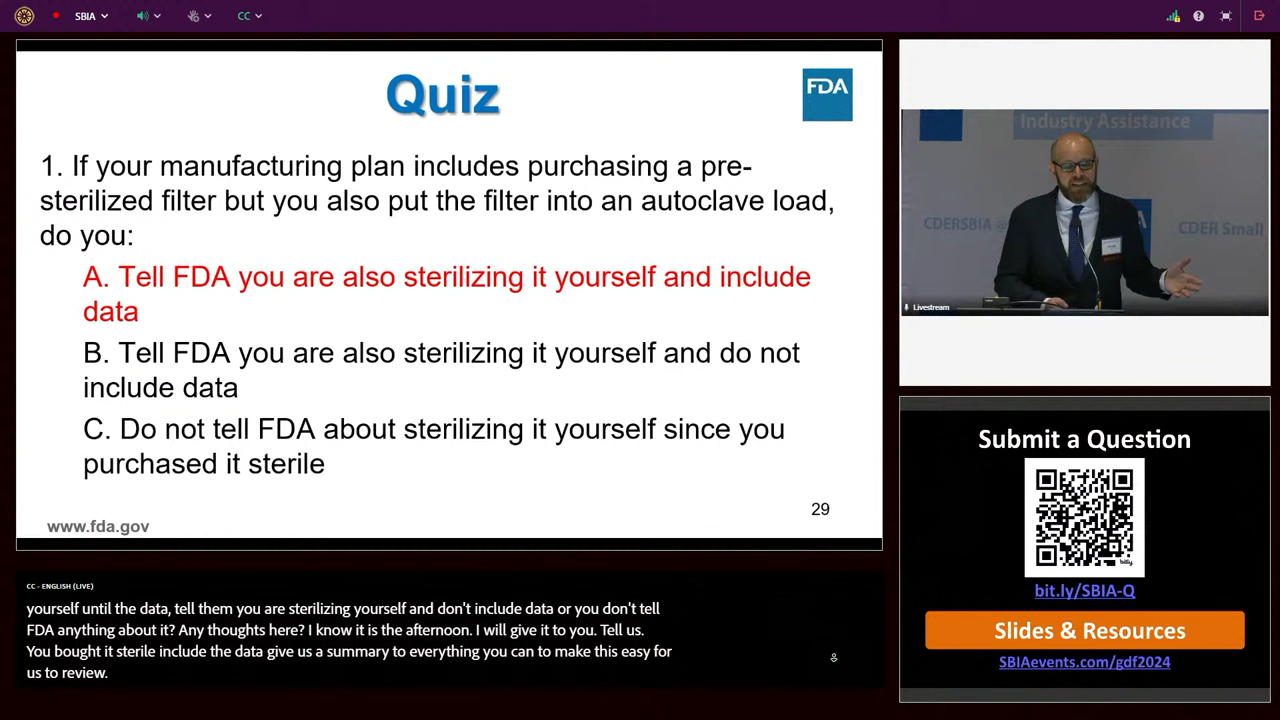 SBIA
CC
Quiz
FDA
1. If your manufacturing plan includes purchasing a pre-
sterilized filter but you also put the filter into an autoclave load,
do you:
A. Tell FDA you are also sterilizing it yourself and include
data
B. Tell FDA you are also sterilizing it yourself and do not
include data
C. Do not tell FDA about sterilizing it yourself since you
purchased it sterile
29
www.fda.gov
Industry Assistance
CDERSBIA @
CDER Small
Livestream
Submit a Question
bitly
bit.ly/SBIA-Q
Slides & Resources
SBIAevents.com/gdf2024
CC - ENGLISH (LIVE)
yourself until the data, tell them you are sterilizing yourself and don't include data or you don't tell
FDA anything about it? Any thoughts here? I know it is the afternoon. I will give it to you. Tell us.
You bought it sterile include the data give us a summary to everything you can to make this easy for
us to review.